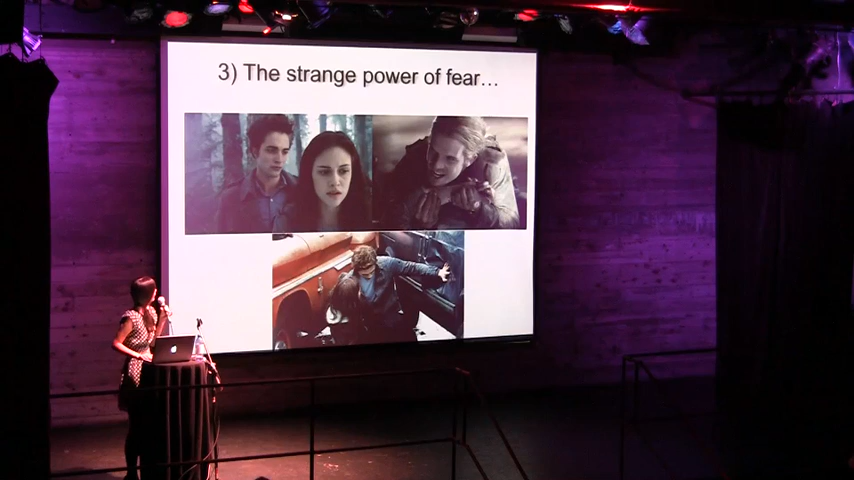 3) The strange power of fear…